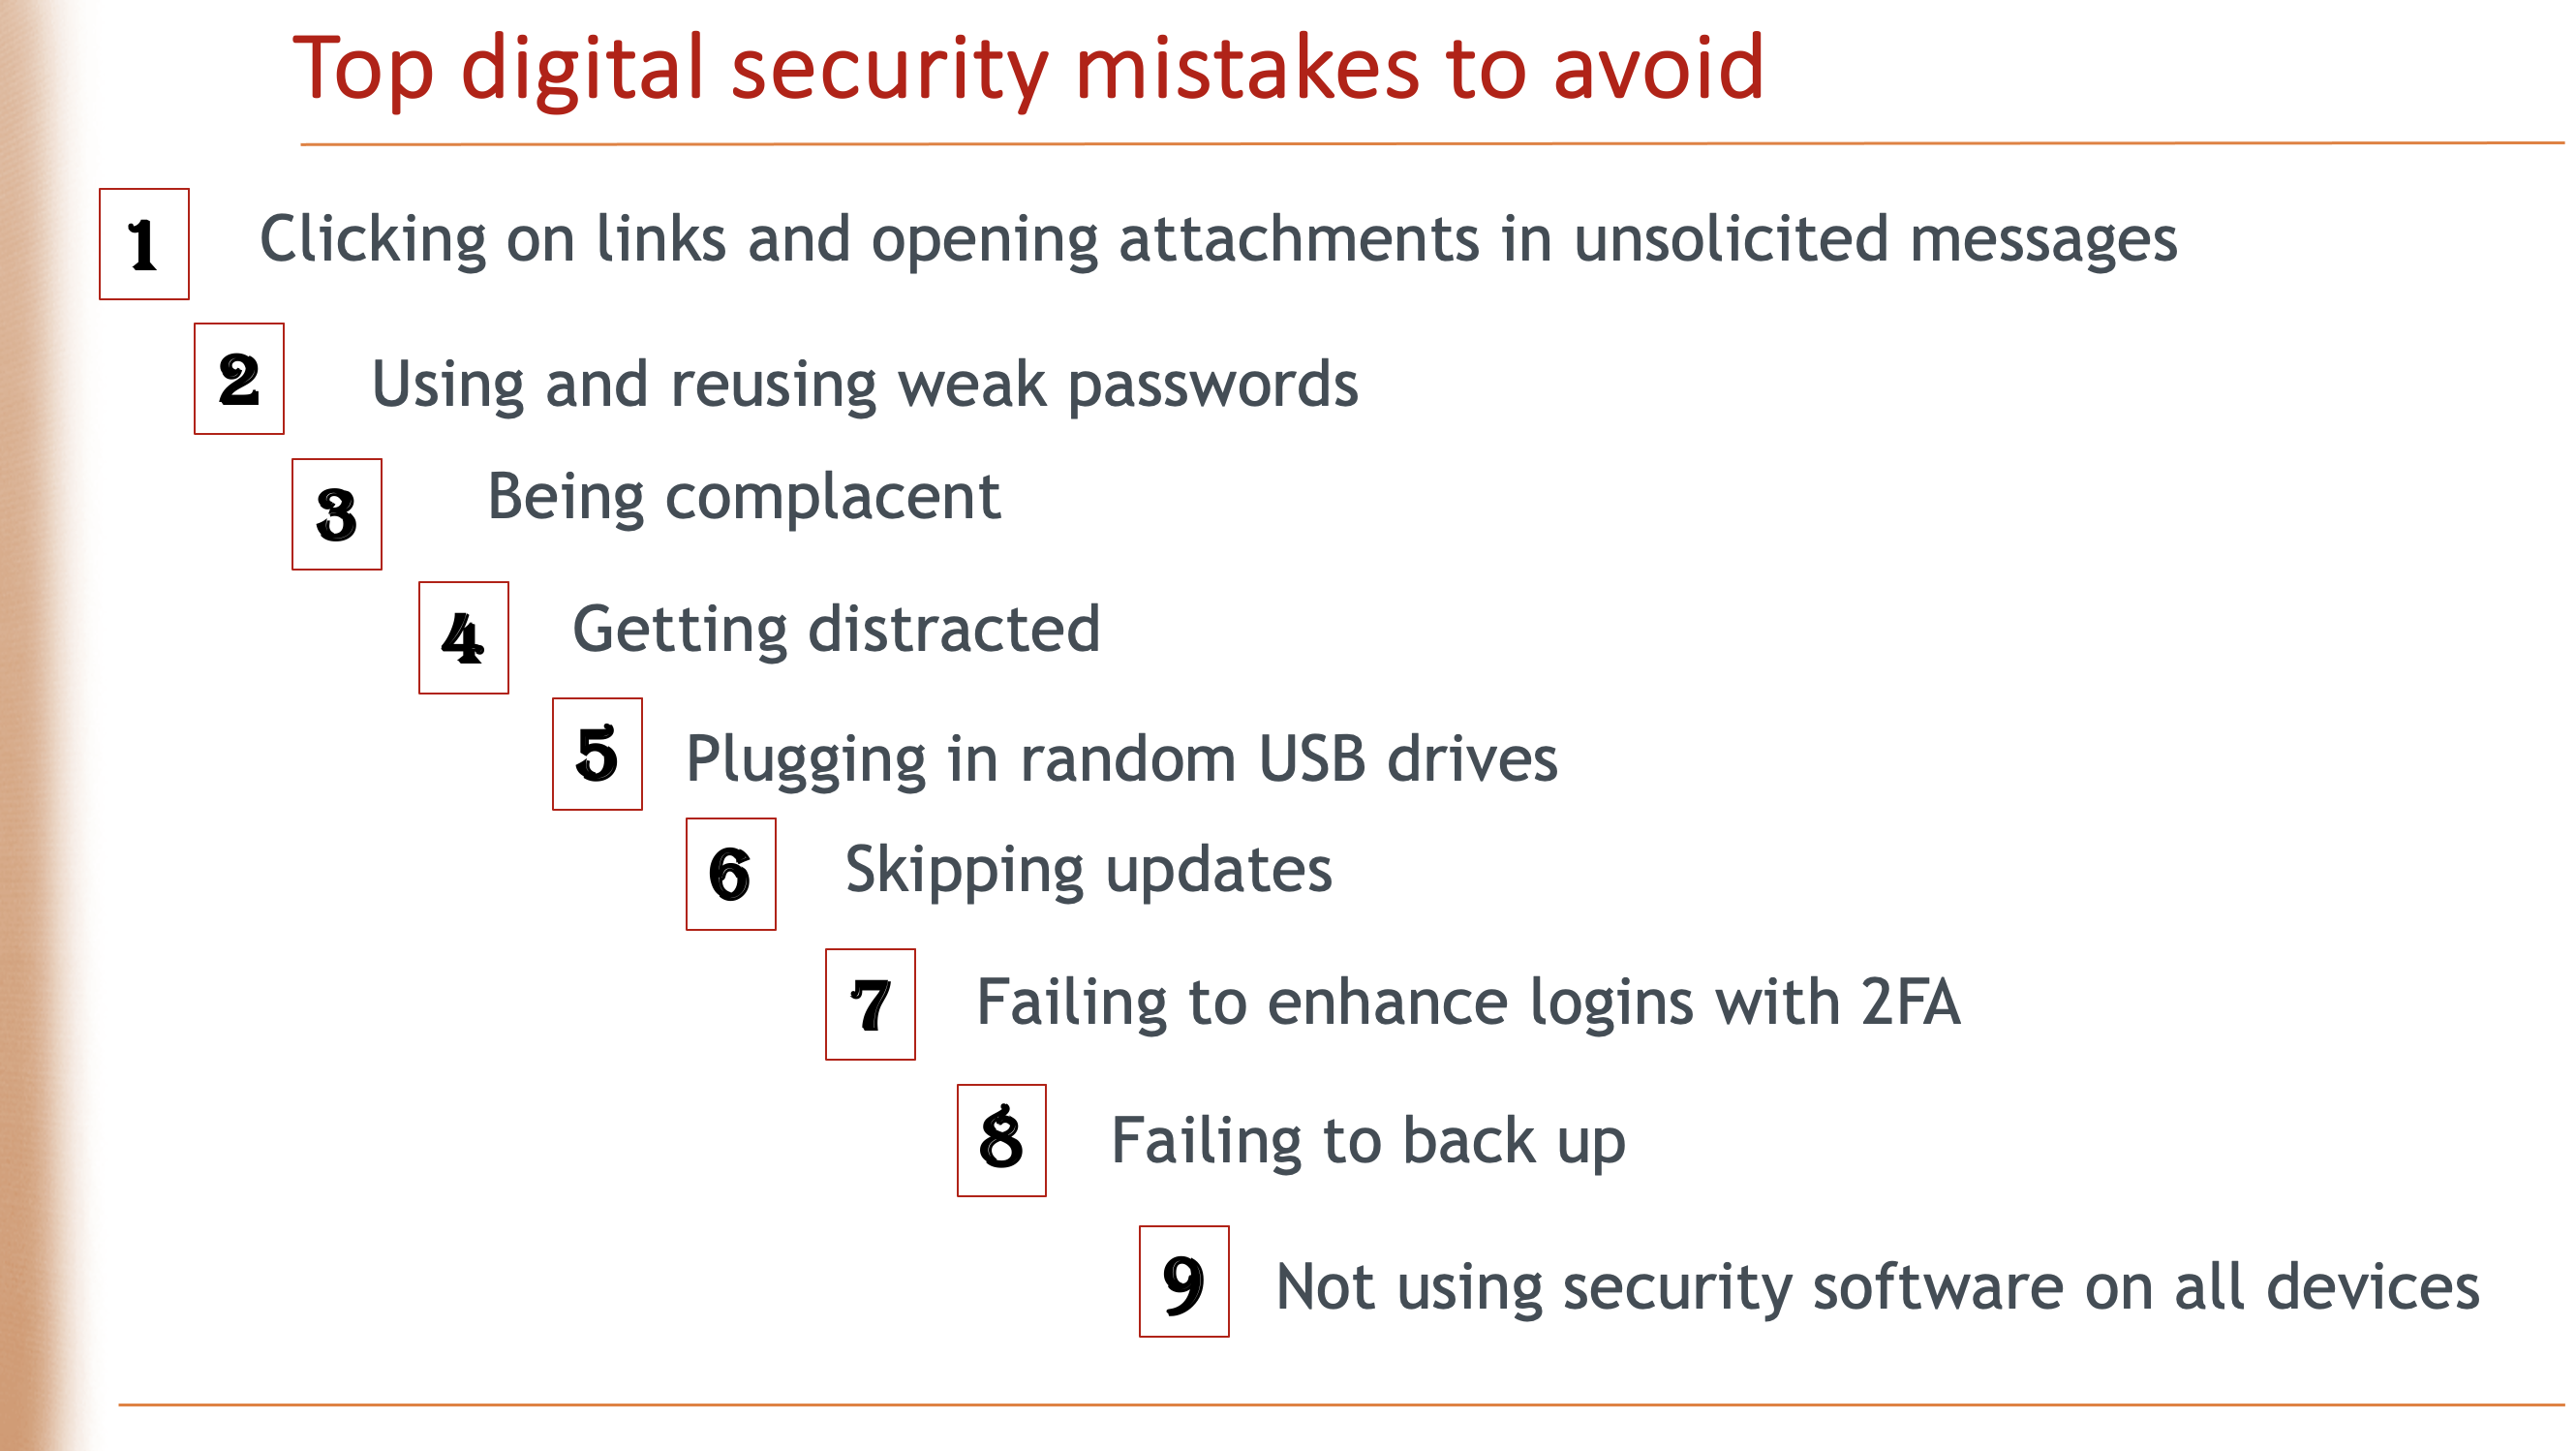 Top digital security mistakes to avoid
1 Clicking on links and opening attachments in unsolicited messages
2 Using and reusing weak passwords
3 Being complacent
4 Getting distracted
5 Plugging in random USB drives
6 Skipping updates
7 Failing to enhance logins with 2FA
8 Failing to back up
9 Not using security software on all devices